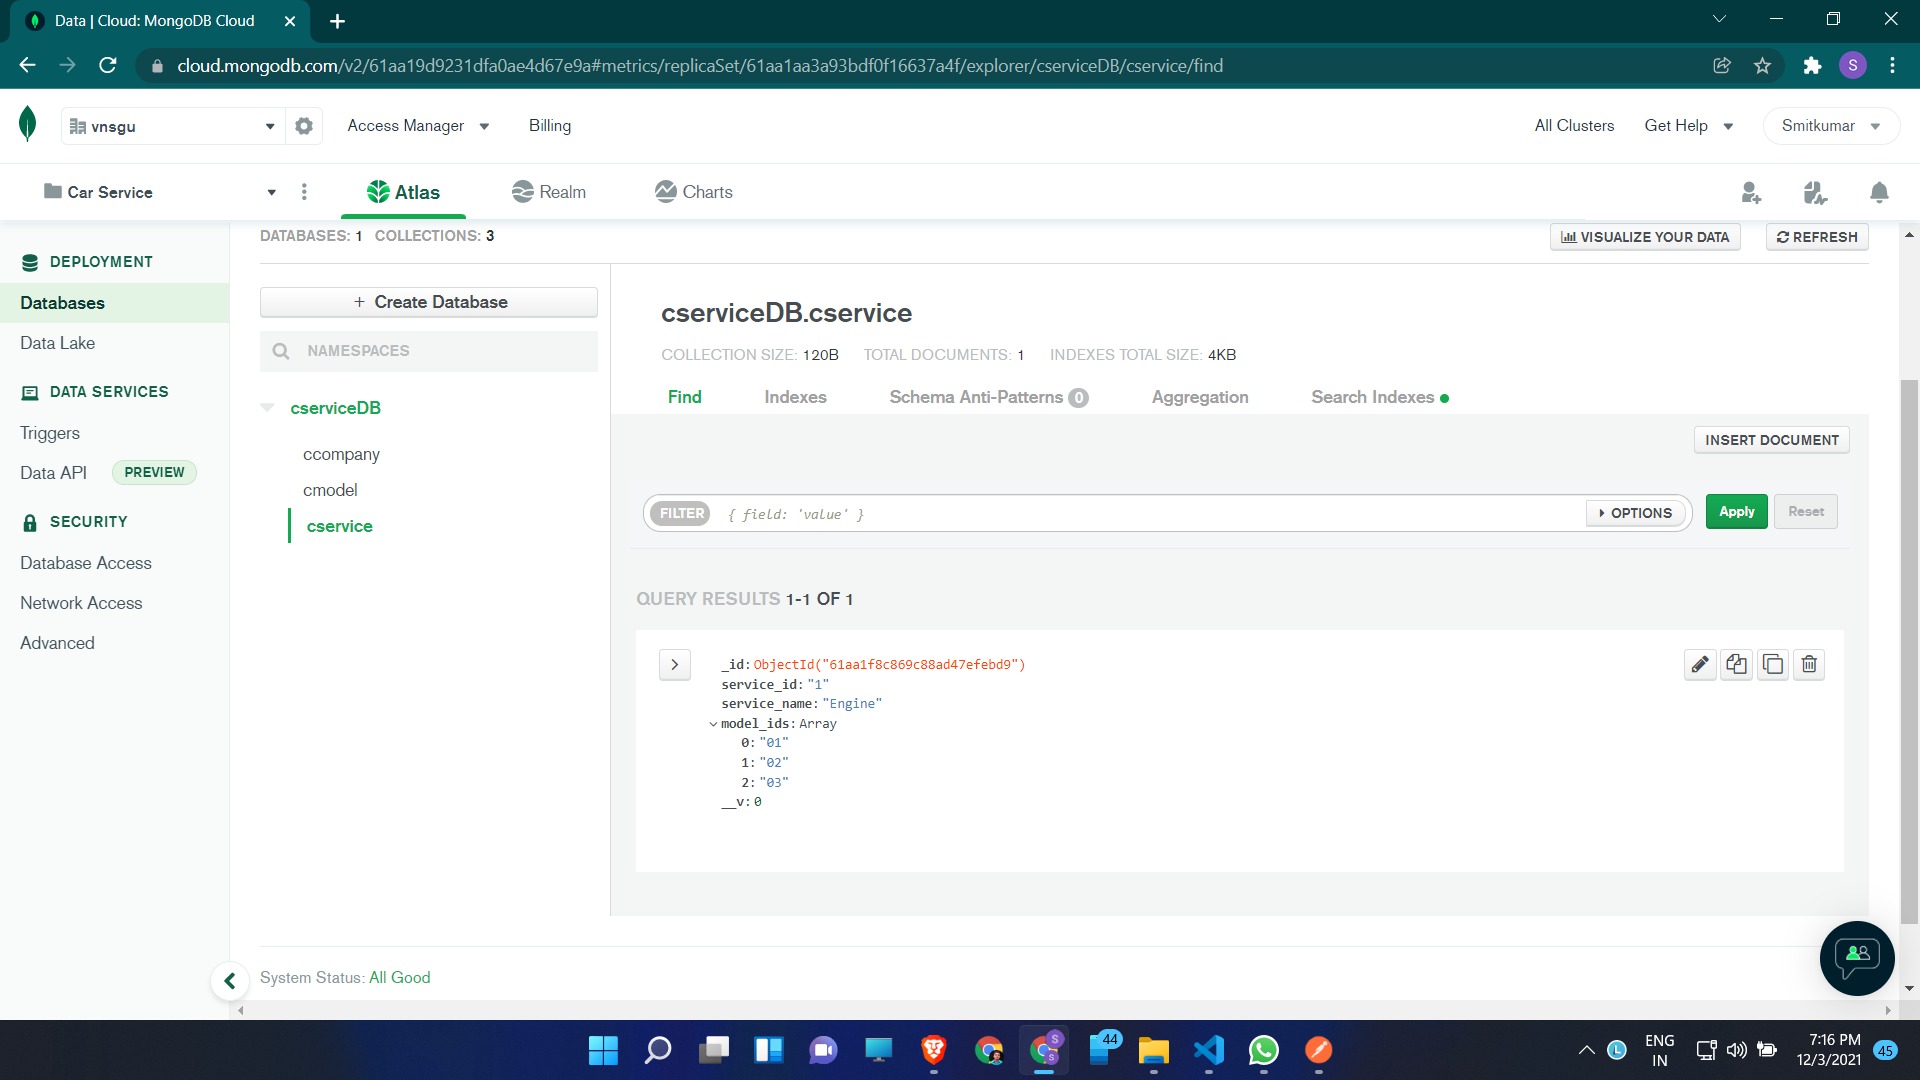 Data | Cloud: MongoDB Cloud
cloud.mongodb.com/v2/61aa19d9231dfa0ae4d67e9a#metrics/replicaSet/61aa1aa3a93bdf0f16637a4f/explorer/cserviceDB/cservice/find
S
vnsgu
Access Manager
Billing
All Clusters
Get Help
Smitkumar
Car Service
Atlas
Realm
Charts
DATABASES: 1 COLLECTIONS: 3
VISUALIZE YOUR DATA
REFRESH
DEPLOYMENT
Databases
Data Lake
DATA SERVICES
Triggers
Data API PREVIEW
SECURITY
Database Access
Network Access
Advanced
+ Create Database
NAMESPACES
cserviceDB
ccompany
cmodel
cservice
cserviceDB.cservice
COLLECTION SIZE: 120B TOTAL DOCUMENTS: 1 INDEXES TOTAL SIZE: 4KB
Find Indexes Schema Anti-Patterns 0 Aggregation Search Indexes
INSERT DOCUMENT
FILTER { field: 'value' } OPTIONS Apply Reset
QUERY RESULTS 1-1 OF 1
_id: ObjectId("61aa1f8c869c88ad47efebd9")
service_id: "1"
service_name: "Engine"
model_ids: Array
0: "01"
1: "02"
2: "03"
__v: 0
System Status: All Good
S
S
44
L
ENG
IN
7:16 PM
12/3/2021
45